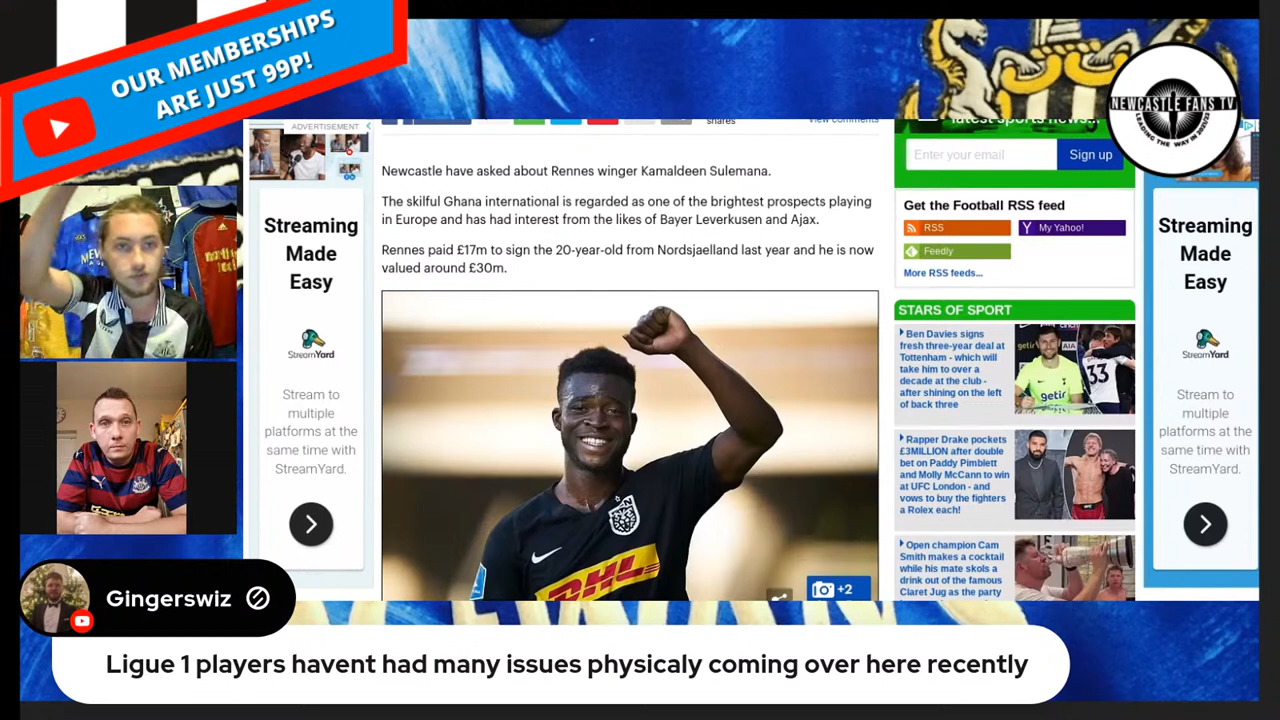 OUR MEMBERSHIPS
ARE JUST 99P!
NEWCASTLE FANS TV
LEADING THE WAY IN 2021/22
ADVERTISEMENT
shares
View comments
latest sports news...
Enter your email
Sign up
Newcastle have asked about Rennes winger Kamaldeen Sulemana.
The skilful Ghana international is regarded as one of the brightest prospects playing
in Europe and has had interest from the likes of Bayer Leverkusen and Ajax.
Rennes paid £17m to sign the 20-year-old from Nordsjaelland last year and he is now
valued around £30m.
DHL
+2
Get the Football RSS feed
RSS
My Yahoo!
Feedly
More RSS feeds...
STARS OF SPORT
Ben Davies signs
fresh three-year deal at
Tottenham - which will
take him to over a
decade at the club -
after shining on the left
of back three
getir
33
Rapper Drake pockets
£3MILLION after double
bet on Paddy Pimblett
and Molly McCann to win
at UFC London - and
vows to buy the fighters
a Rolex each!
Open champion Cam
Smith makes a cocktail
while his mate skols a
drink out of the famous
Claret Jug as the party
Streaming
Made
Easy
StreamYard
Stream to
multiple
platforms at the
same time with
StreamYard.
Streaming
Made
Easy
StreamYard
Stream to
multiple
platforms at the
same time with
StreamYard.
Gingerswiz
Ligue 1 players havent had many issues physicaly coming over here recently